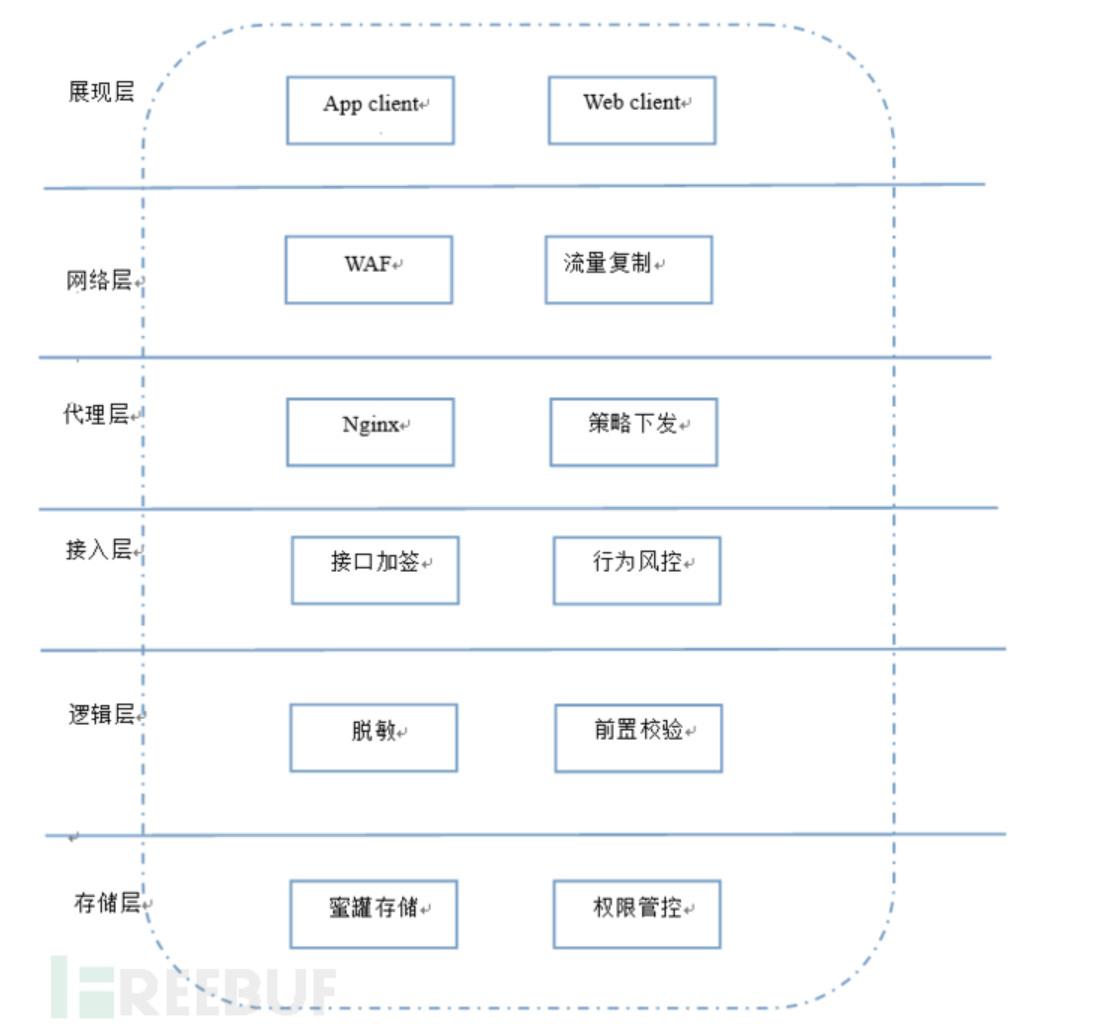 展现层
App client
Web client
网络层
WAF
流量复制
代理层
Nginx
策略下发
接入层
接口加签
行为风控
逻辑层
脱敏
前置校验
存储层
蜜罐存储
权限管控
FREEBUF